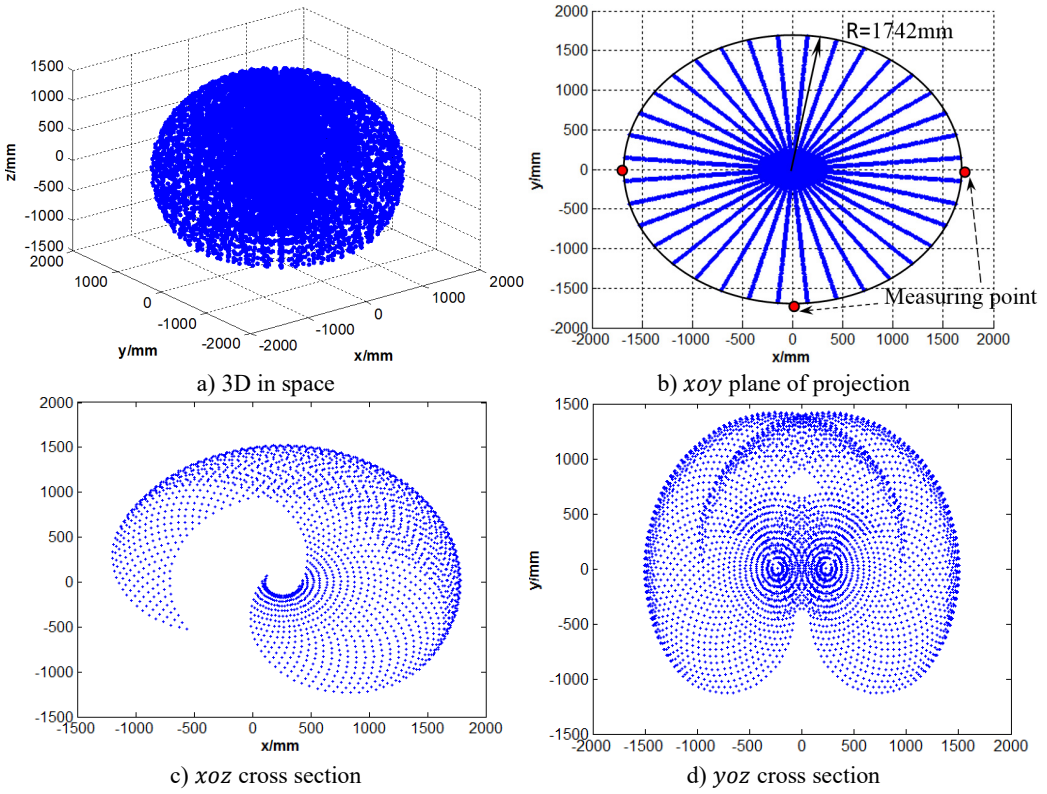 1500
1000
500
0
-500
-1000
-1500
z/mm
2000
1000
0
-1000
-2000
y/mm
-2000
-1000
0
1000
2000
x/mm
a) 3D in space
2000
1500
1000
500
0
-500
-1000
-1500
-2000
y/mm
R=1742mm
Measuring point
-2000 -1500 -1000 -500 0 500 1000 1500 2000
x/mm
b) xoy plane of projection
2000
1500
1000
500
0
-500
-1000
-1500
-1500 -1000 -500 0 500 1000 1500 2000
x/mm
c) xoz cross section
1500
1000
500
0
-500
-1000
-1500
y/mm
-2000 -1500 -1000 -500 0 500 1000 1500 2000
d) yoz cross section